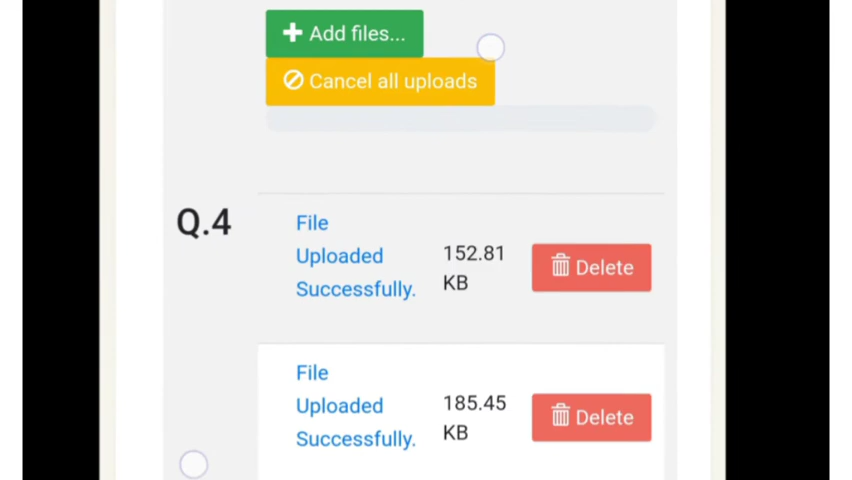 Add files...
Cancel all uploads
Q.4
File
Uploaded
Successfully.
152.81
KB
Delete
File
Uploaded
Successfully.
185.45
KB
Delete